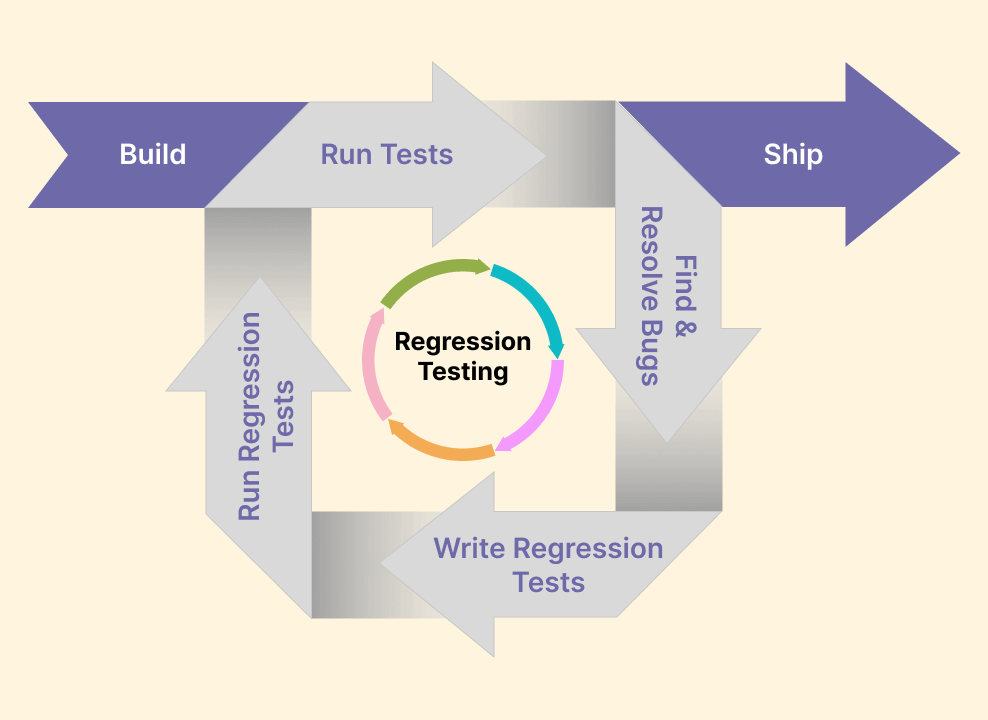 Build
Run Tests
Ship
Find &
Resolve Bugs
Regression
Testing
Run Regression
Tests
Write Regression
Tests